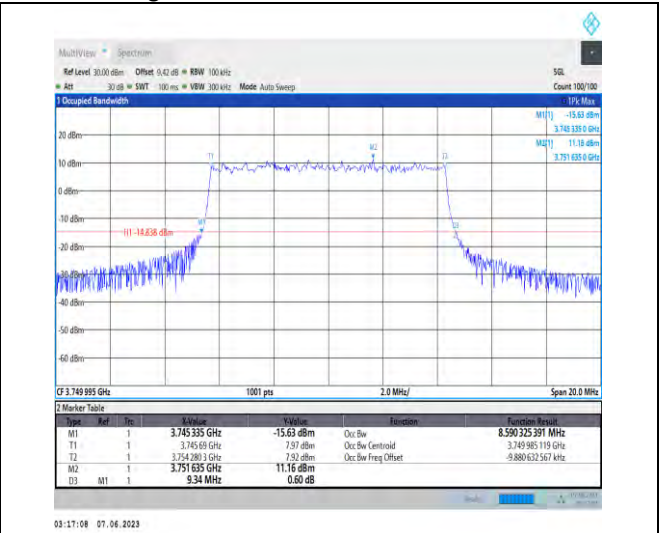 MultiView Spectrum
Ref Level 30.00 dBm Offset 9.42 dB RBW 100 kHz SGL
Att 30 dB SWT 100 ms VBW 300 kHz Mode Auto Sweep Count 100/100
1 Occupied Bandwidth 1Pk Max
M1[1] -15.63 dBm
3.745 335 0 GHz
20 dBm M2[1] 11.16 dBm
3.751 635 0 GHz
M2
T1 T2
10 dBm
0 dBm
-10 dBm
M1 D3
H1 -14.838 dBm
-20 dBm
-30 dBm
-40 dBm
-50 dBm
-60 dBm
CF 3.749 995 GHz 1001 pts 2.0 MHz/ Span 20.0 MHz
2 Marker Table
Type Ref Trc X-Value Y-Value Function Function Result
M1 1 3.745 335 GHz -15.63 dBm Occ Bw 8.590 325 391 MHz
T1 1 3.745 69 GHz 7.97 dBm Occ Bw Centroid 3.749 985 119 GHz
T2 1 3.754 280 3 GHz 7.92 dBm Occ Bw Freq Offset -9.880 632 567 kHz
M2 1 3.751 635 GHz 11.16 dBm
D3 M1 1 9.34 MHz 0.60 dB
03:17:08 07.06.2023